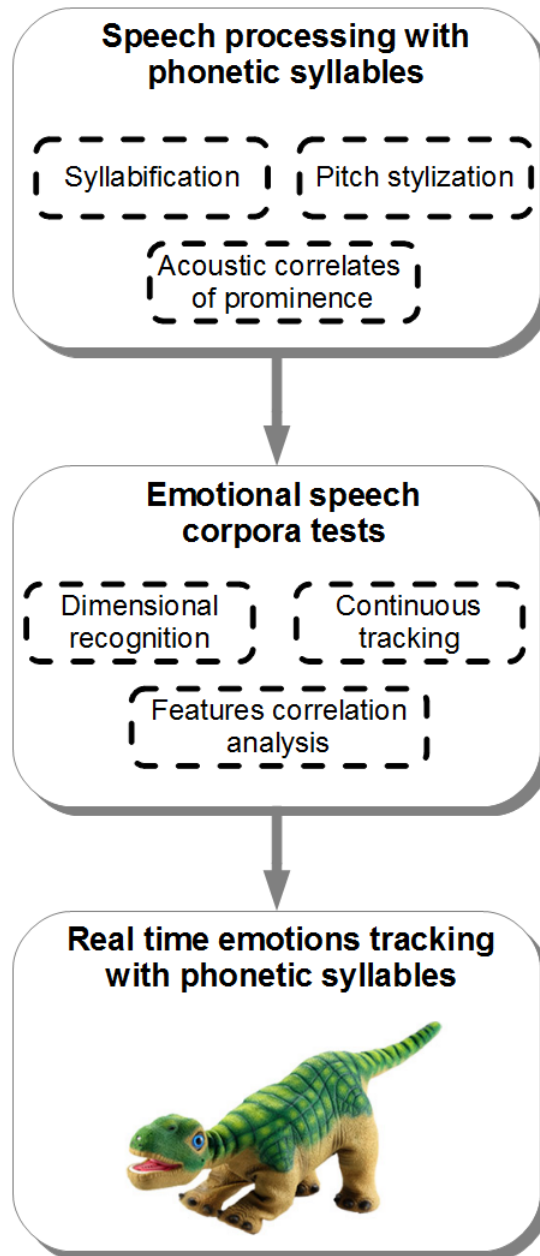 Speech processing with
phonetic syllables
Syllabification
Pitch stylization
Acoustic correlates
of prominence
Emotional speech
corpora tests
Dimensional
recognition
Continuous
tracking
Features correlation
analysis
Real time emotions tracking
with phonetic syllables